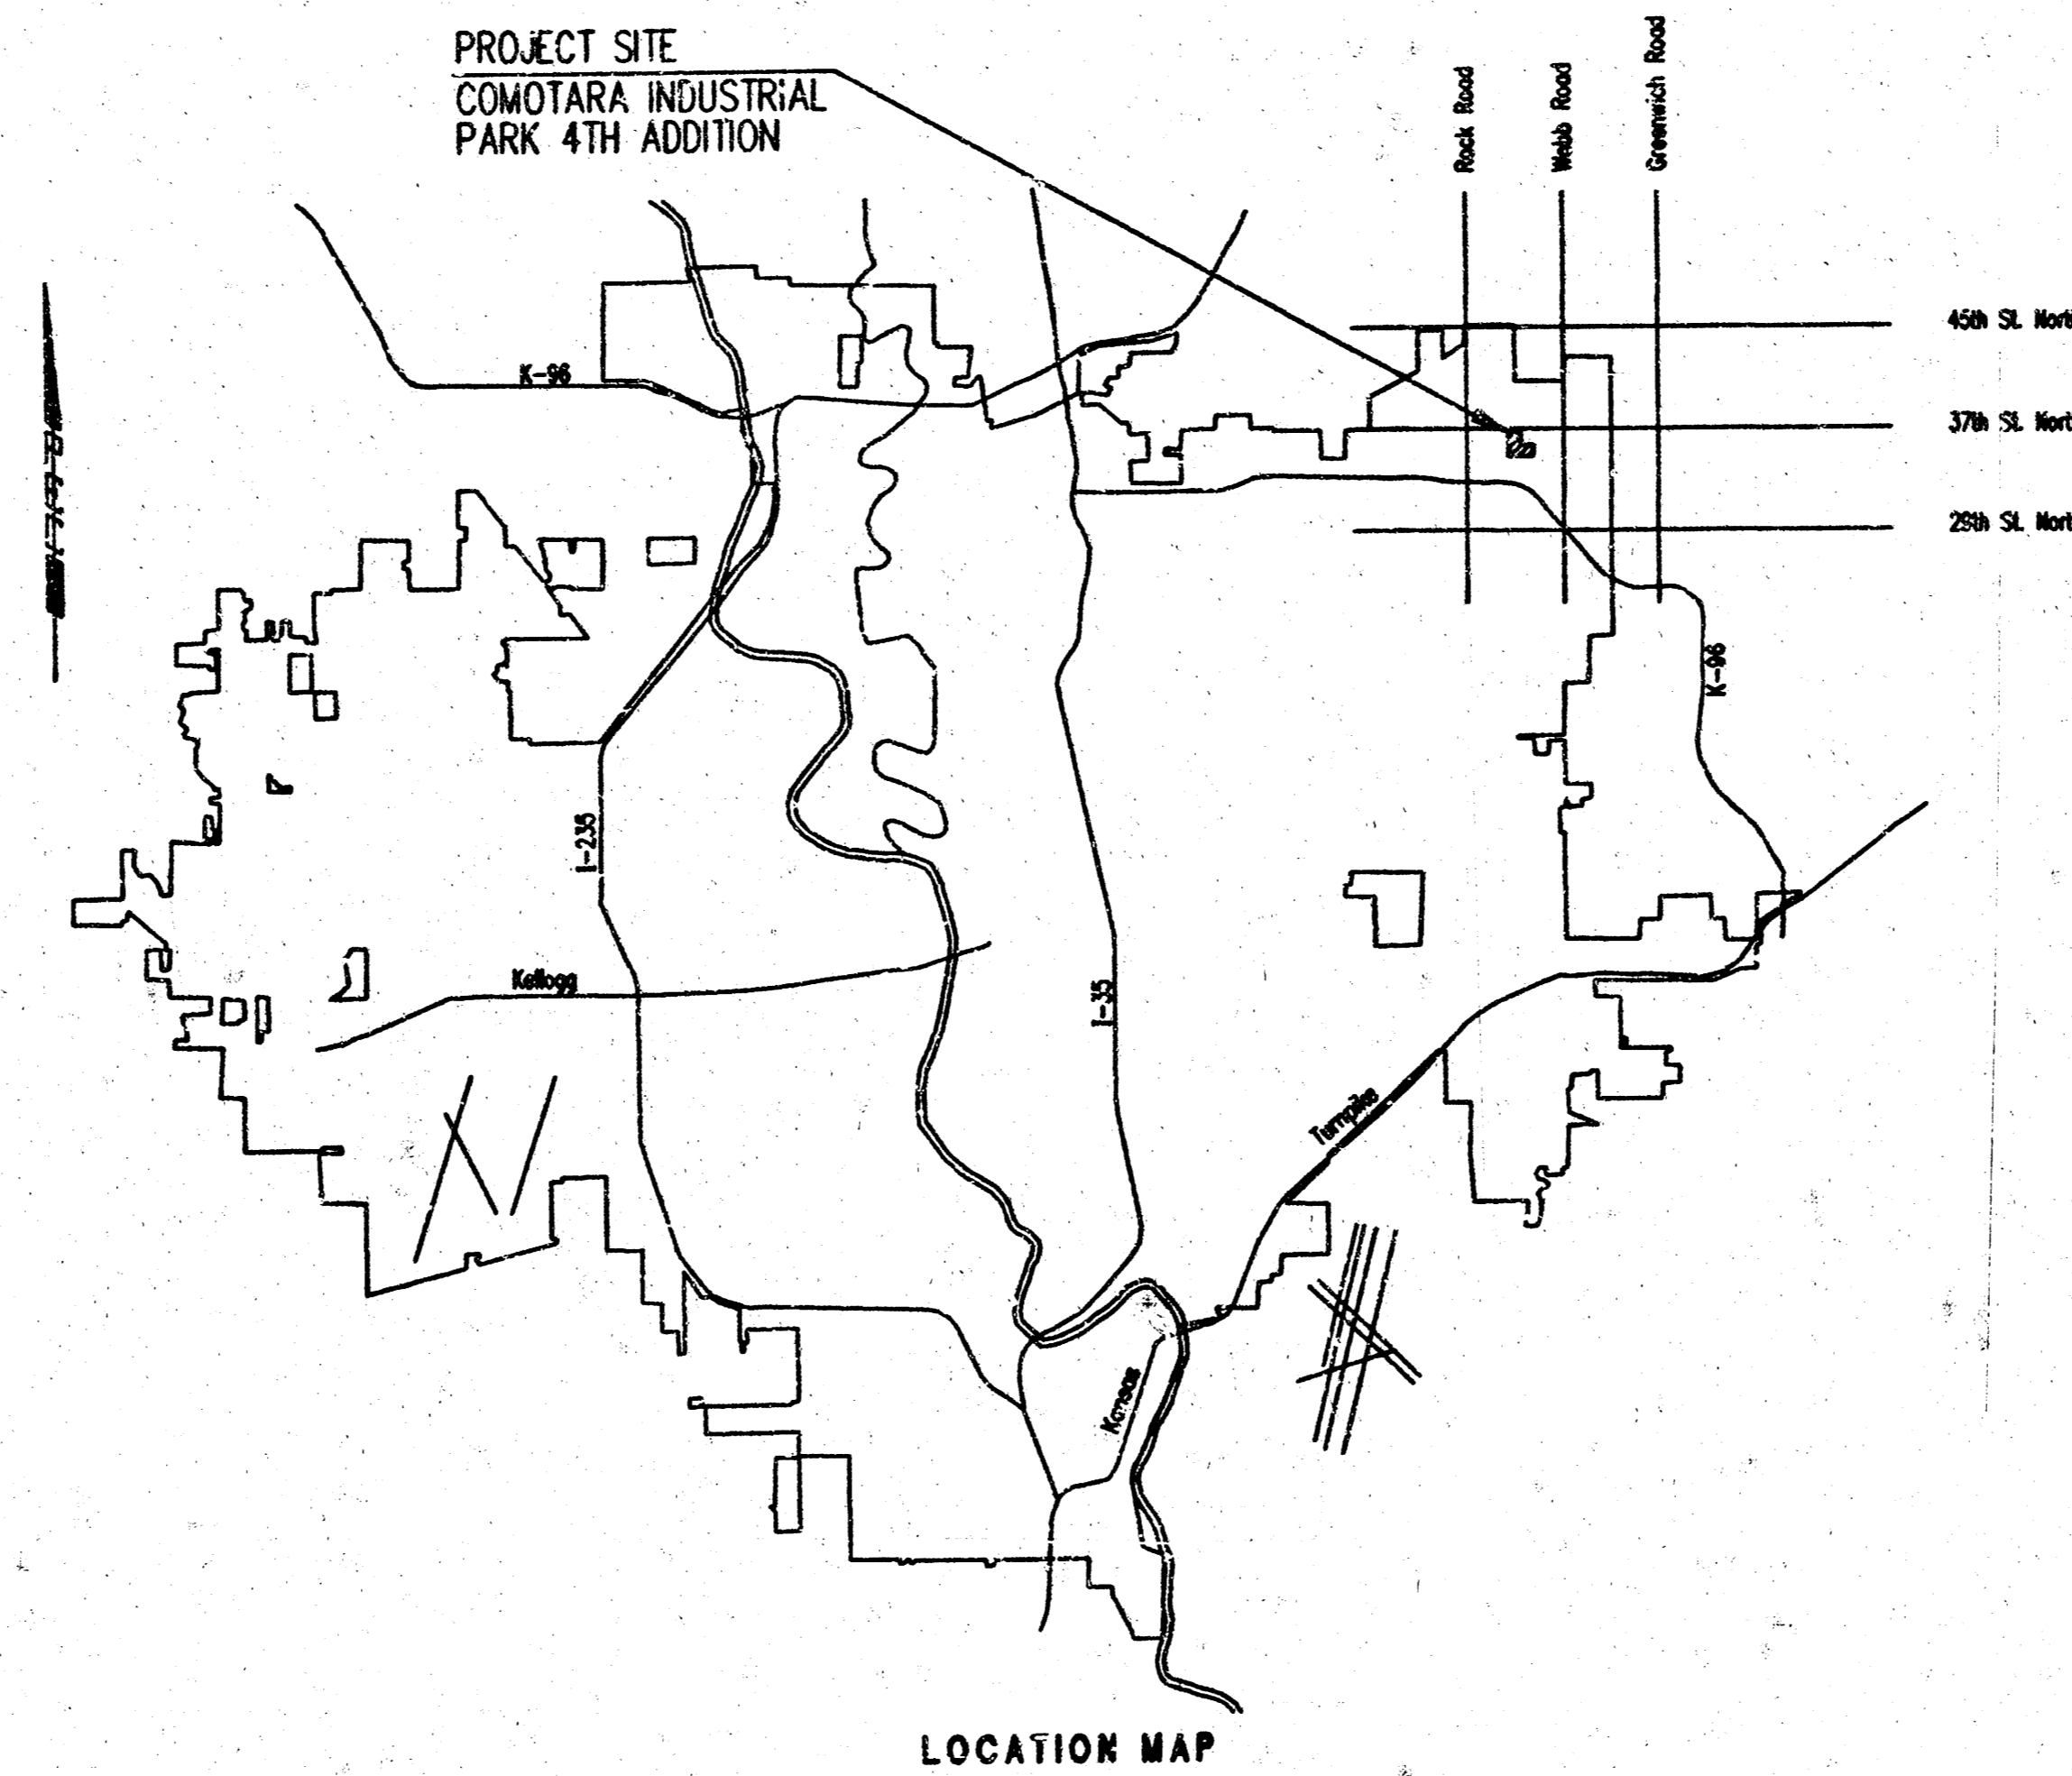 PROJECT SITE
COMOTARA INDUSTRIAL
PARK 4TH ADDITION
Rock Road
Webb Road
Greenwich Road
45th St. Nort
37th St. Nort
29th St. Nort
K-96
K-96
I-235
Kellogg
I-35
Turnpike
Kansas
LOCATION MAP